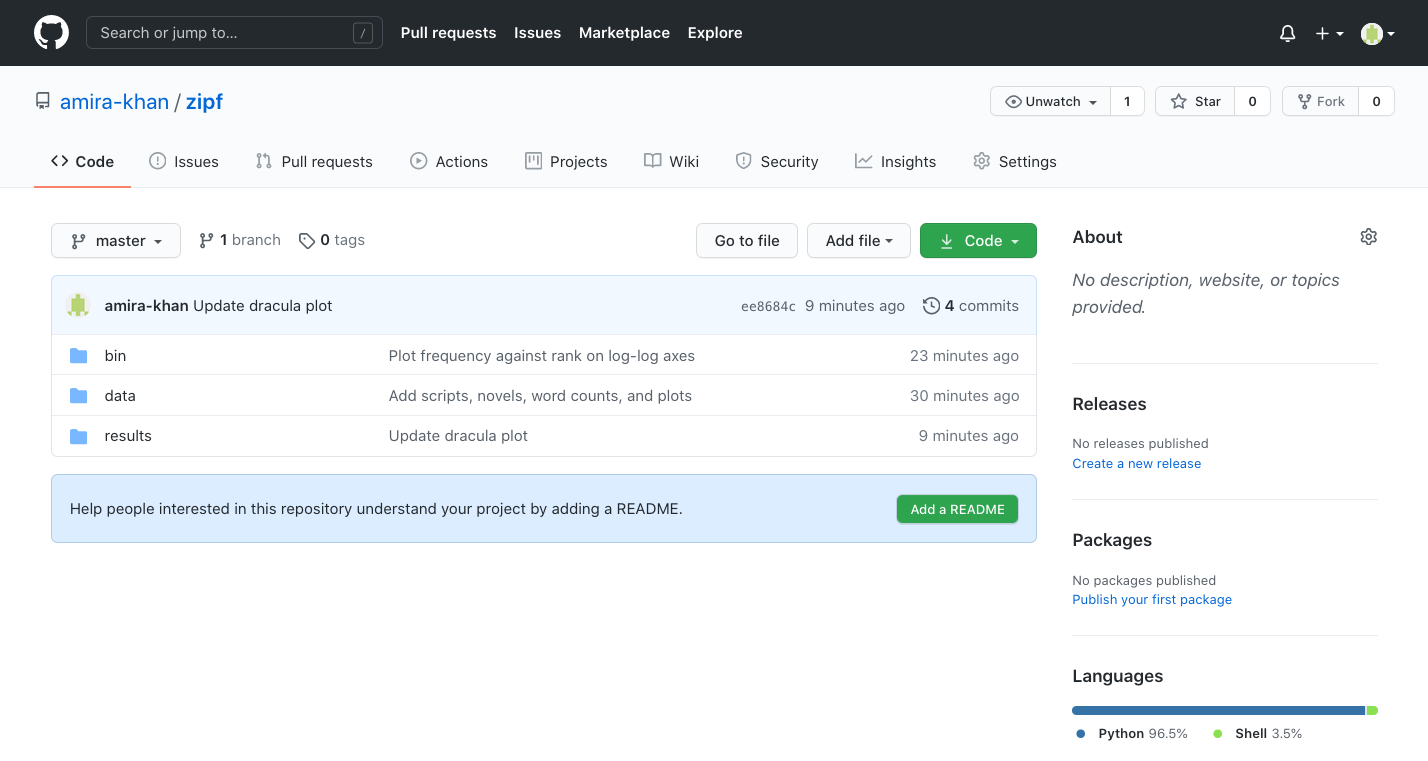 Search or jump to... / Pull requests Issues Marketplace Explore
amira-khan / zipf Unwatch 1 Star 0 Fork 0
Code Issues Pull requests Actions Projects Wiki Security Insights Settings
master 1 branch 0 tags Go to file Add file Code
amira-khan Update dracula plot ee8684c 9 minutes ago 4 commits
bin Plot frequency against rank on log-log axes 23 minutes ago
data Add scripts, novels, word counts, and plots 30 minutes ago
results Update dracula plot 9 minutes ago
Help people interested in this repository understand your project by adding a README. Add a README
About
No description, website, or topics
provided.
Releases
No releases published
Create a new release
Packages
No packages published
Publish your first package
Languages
Python 96.5% Shell 3.5%